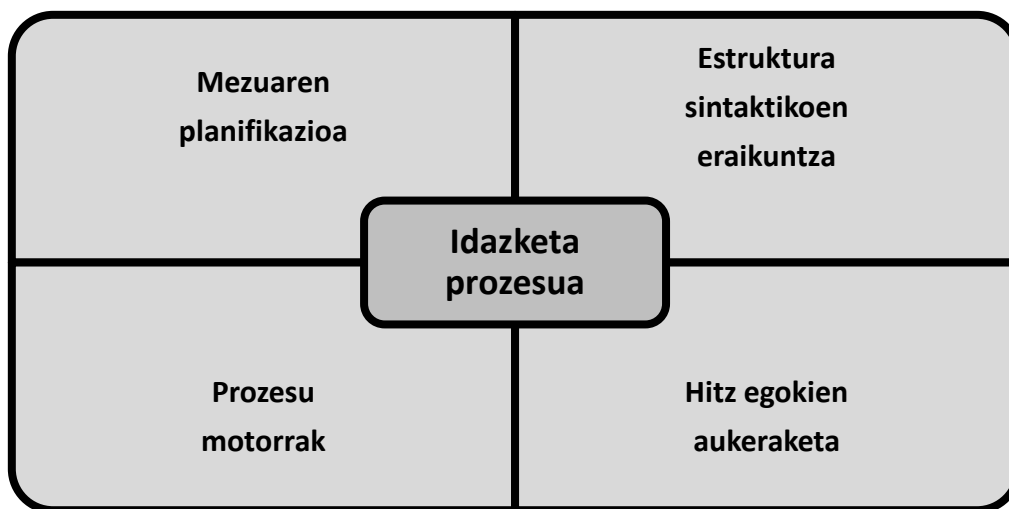 Mezuaren
planifikazioa
Estruktura
sintaktikoen
eraikuntza
Idazketa
prozesua
Prozesu
motorrak
Hitz egokien
aukeraketa